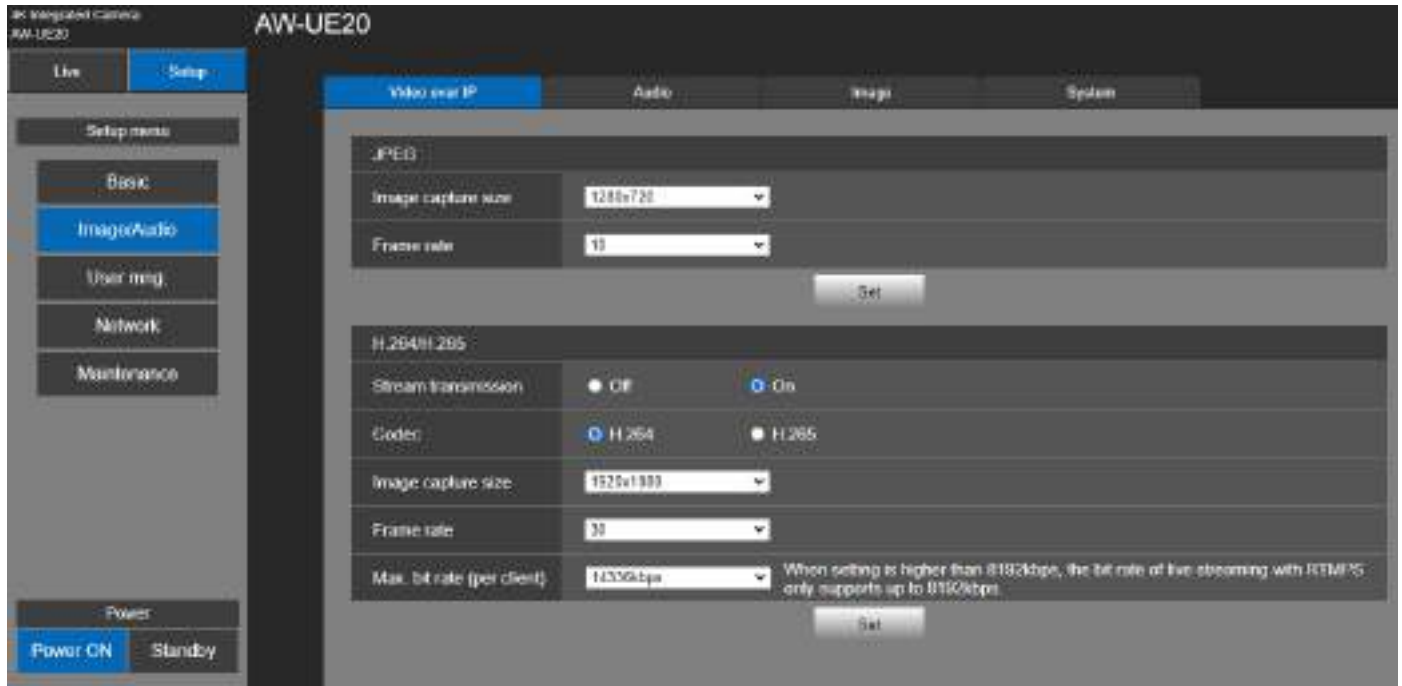 4K Integrated Camera
AW-UE20
AW-UE20
Live
Setup
Video over IP
Audio
Image
System
Setup menu
Basic
Image/Audio
User mng.
Network
Maintenance
JPEG
Image capture size
1280x720
Frame rate
10
Set
H.264/H.265
Stream transmission
Off
On
Codec
H.264
H.265
Image capture size
1920x1080
Frame rate
30
Max. bit rate (per client)
14336kbps
When setting is higher than 8192kbps, the bit rate of live streaming with RTMPS
only supports up to 8192kbps.
Set
Power
Power ON
Standby